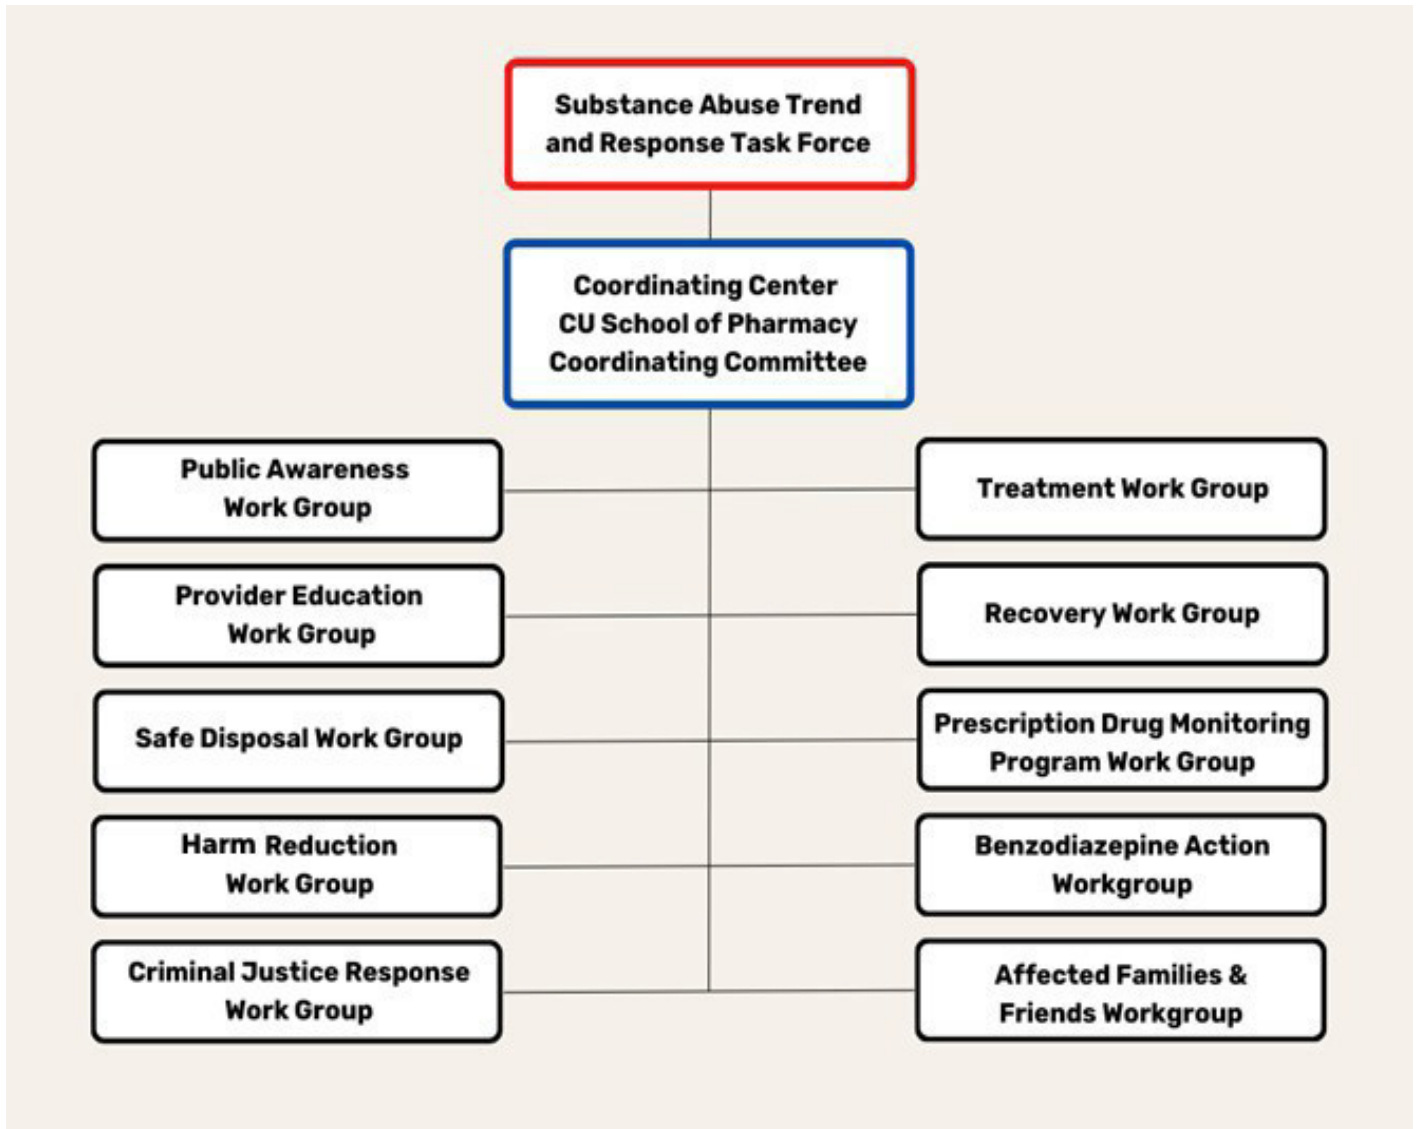 Substance Abuse Trend
and Response Task Force
Coordinating Center
CU School of Pharmacy
Coordinating Committee
Public Awareness
Work Group
Treatment Work Group
Provider Education
Work Group
Recovery Work Group
Safe Disposal Work Group
Prescription Drug Monitoring
Program Work Group
Harm Reduction
Work Group
Benzodiazepine Action
Workgroup
Criminal Justice Response
Work Group
Affected Families &
Friends Workgroup